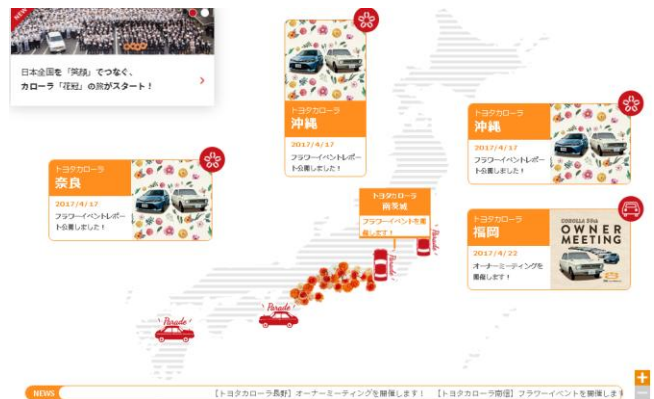 NEW
日本全国を「笑顔」でつなぐ、
カローラ「花冠」の旅がスタート!
トヨタカローラ
沖縄
2017/4/17
フラワーイベントレポー
ト公開しました!
トヨタカローラ
沖縄
2017/4/17
フラワーイベントレポー
ト公開しました!
トヨタカローラ
奈良
2017/4/17
フラワーイベントレポー
ト公開しました!
トヨタカローラ
南茨城
フラワーイベントを開
催します!
トヨタカローラ
福岡
2017/4/22
オーナーミーティングを
開催します!
COROLLA 50th
OWNER
MEETING
Parade
Parade
Parade
Parade
NEWS
【トヨタカローラ長野】オーナーミーティングを開催します! 【トヨタカローラ南信】フラワーイベントを開催しま